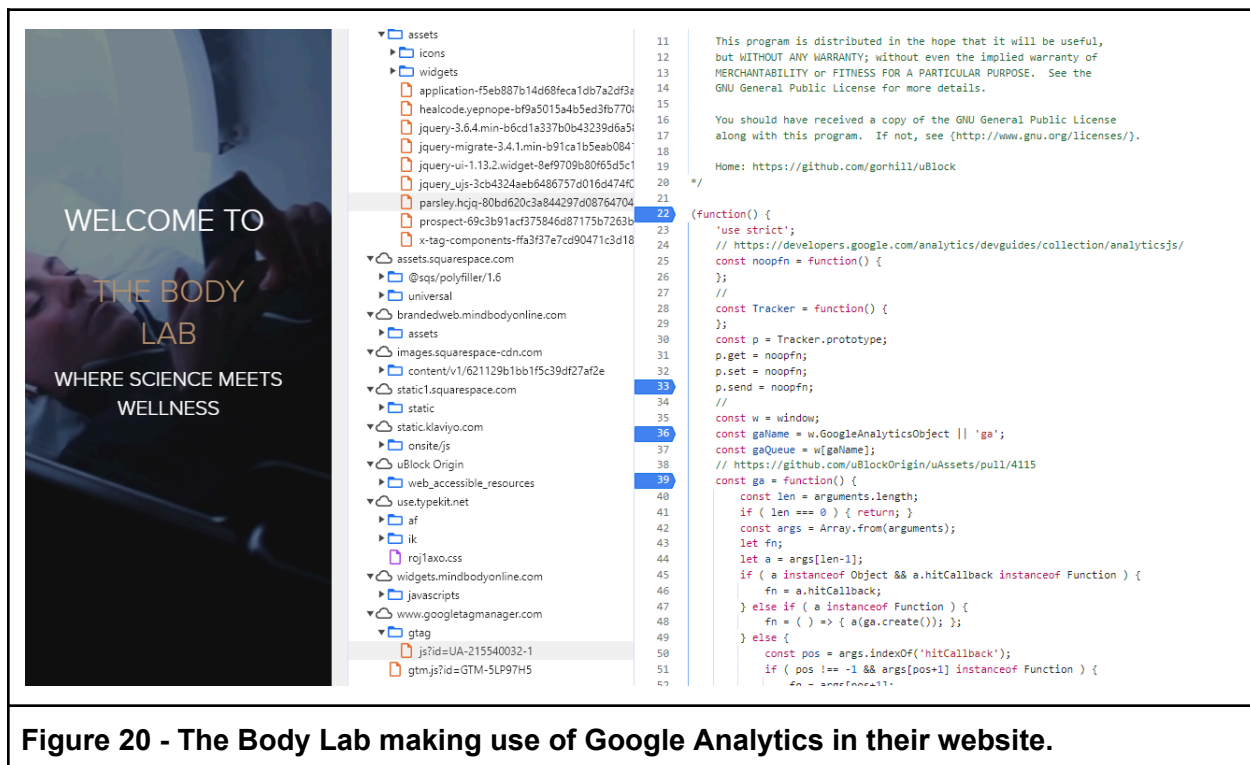 WELCOME TO
THE BODY
LAB
WHERE SCIENCE MEETS
WELLNESS
assets
icons
widgets
application-f5eb887b14d68feca1db7a2df3a
healcode.yepnope-bf9a5015a4b5ed3fb770
jquery-3.6.4.min-b6cd1a337b0b43239d6a5
jquery-migrate-3.4.1.min-b91ca1b5eab084
jquery-ui-1.13.2.widget-8ef9709b80f65d5c1
jquery_ujs-3cb4324aeb6486757d016d474f0
parsley.hcjq-80bd620c3a844297d08764704
prospect-69c3b91acf375846d87175b7263b
x-tag-components-ffa3f37e7cd90471c3d18
assets.squarespace.com
@sqs/polyfiller/1.6
universal
brandedweb.mindbodyonline.com
assets
images.squarespace-cdn.com
content/v1/621129b1bb1f5c39df27af2e
static1.squarespace.com
static
static.klaviyo.com
onsite/js
uBlock Origin
web_accessible_resources
use.typekit.net
af
ik
roj1axo.css
widgets.mindbodyonline.com
javascripts
www.googletagmanager.com
gtag
js?id=UA-215540032-1
gtm.js?id=GTM-5LP97H5
11 This program is distributed in the hope that it will be useful,
12 but WITHOUT ANY WARRANTY; without even the implied warranty of
13 MERCHANTABILITY or FITNESS FOR A PARTICULAR PURPOSE. See the
14 GNU General Public License for more details.
15
16 You should have received a copy of the GNU General Public License
17 along with this program. If not, see {http://www.gnu.org/licenses/}.
18
19 Home: https://github.com/gorhill/uBlock
20 */
21
22 (function() {
23 'use strict';
24 // https://developers.google.com/analytics/devguides/collection/analyticsjs/
25 const noopfn = function() {
26 };
27 //
28 const Tracker = function() {
29 };
30 const p = Tracker.prototype;
31 p.get = noopfn;
32 p.set = noopfn;
33 p.send = noopfn;
34 //
35 const w = window;
36 const gaName = w.GoogleAnalyticsObject || 'ga';
37 const gaQueue = w[gaName];
38 // https://github.com/uBlockOrigin/uAssets/pull/4115
39 const ga = function() {
40 const len = arguments.length;
41 if ( len === 0 ) { return; }
42 const args = Array.from(arguments);
43 let fn;
44 let a = args[len-1];
45 if ( a instanceof Object && a.hitCallback instanceof Function ) {
46 fn = a.hitCallback;
47 } else if ( a instanceof Function ) {
48 fn = ( ) => { a(ga.create()); };
49 } else {
50 const pos = args.indexOf('hitCallback');
51 if ( pos !== -1 && args[pos+1] instanceof Function ) {
52 fn = args[pos+1];
Figure 20 - The Body Lab making use of Google Analytics in their website.